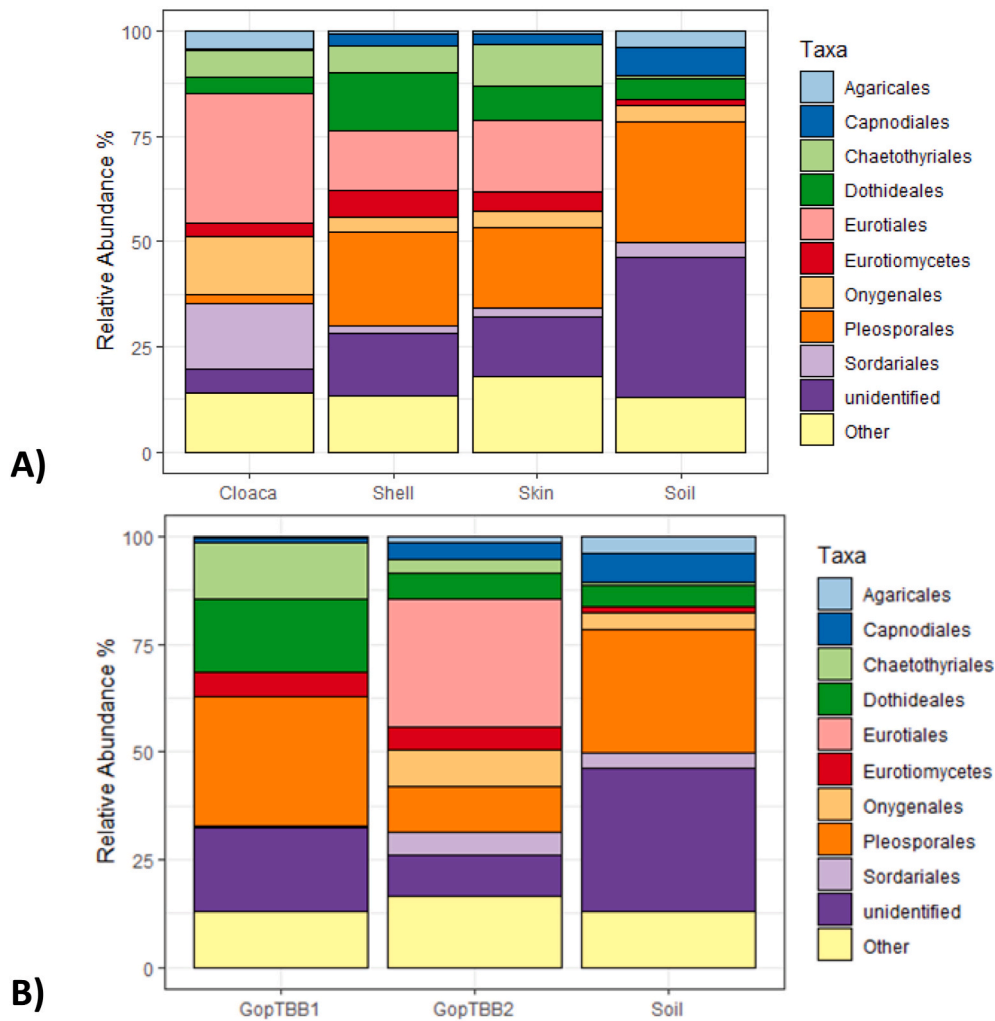 100
75
50
25
0
Relative Abundance %
Cloaca Shell Skin Soil
Taxa
Agaricales
Capnodiales
Chaetothyriales
Dothideales
Eurotiales
Eurotiomycetes
Onygenales
Pleosporales
Sordariales
unidentified
Other
A)
100
75
50
25
0
Relative Abundance %
GopTBB1 GopTBB2 Soil
Taxa
Agaricales
Capnodiales
Chaetothyriales
Dothideales
Eurotiales
Eurotiomycetes
Onygenales
Pleosporales
Sordariales
unidentified
Other
B)